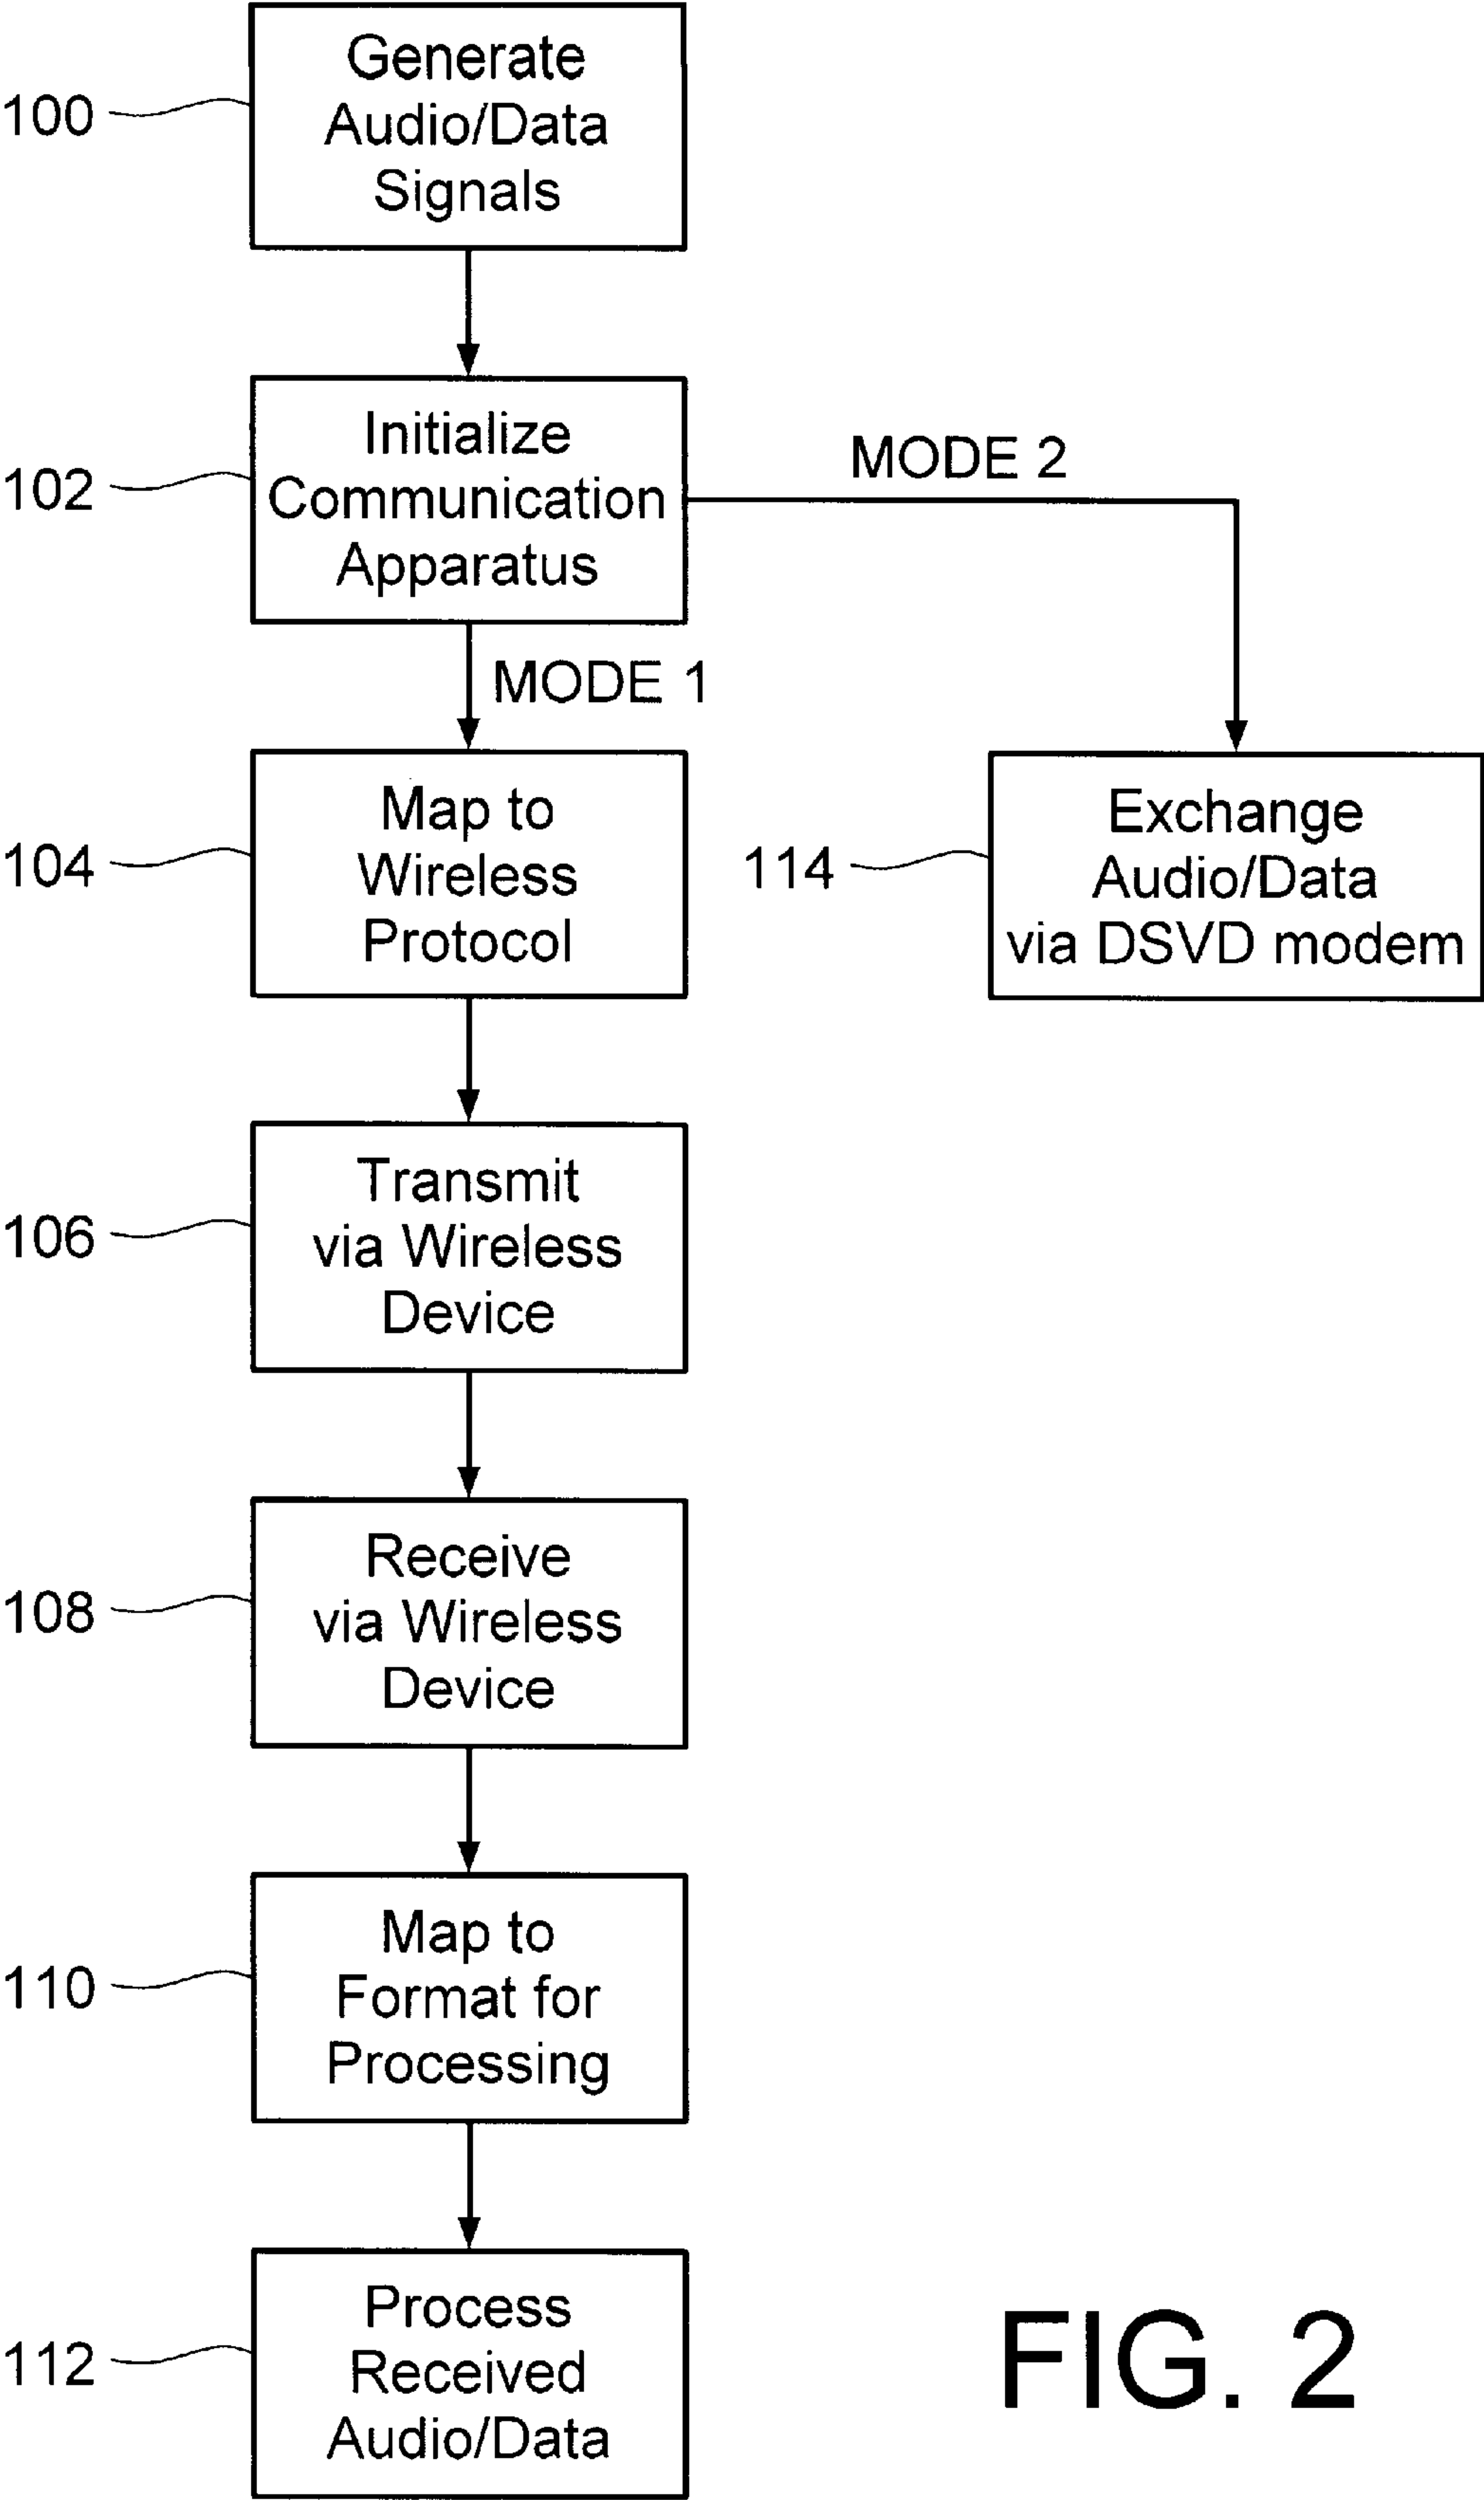 Generate
100
Audio/Data
Signals
Initialize
102
Communication
Apparatus
MODE 2
MODE 1
Map to
104
Wireless
Protocol
Exchange
114
Audio/Data
via DSVD modem
Transmit
106
via Wireless
Device
Receive
108
via Wireless
Device
Map to
110
Format for
Processing
Process
112
Received
Audio/Data
FIG. 2